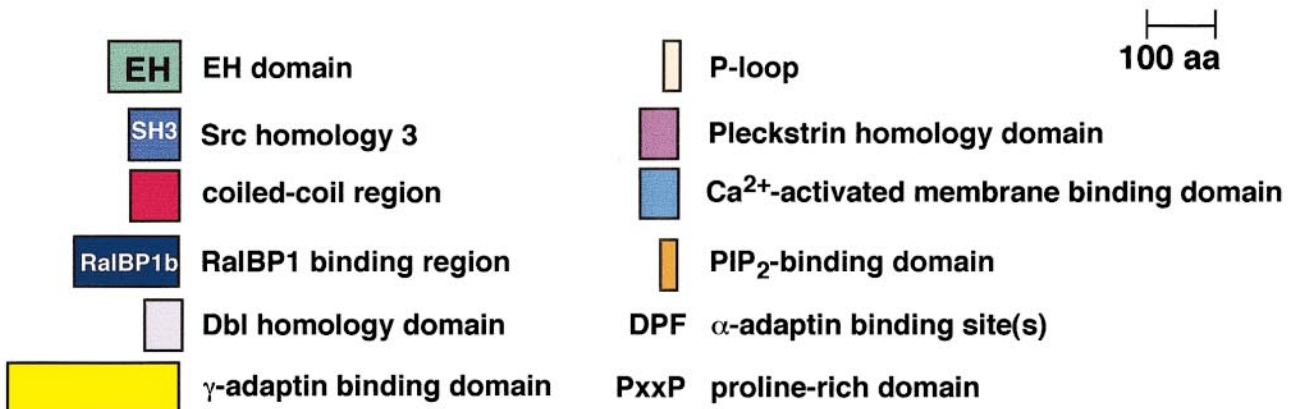 100 aa
EH EH domain
P-loop
SH3 Src homology 3
Pleckstrin homology domain
coiled-coil region
Ca2+-activated membrane binding domain
RalBP1b RalBP1 binding region
PIP2-binding domain
Dbl homology domain
DPF α-adaptin binding site(s)
γ-adaptin binding domain
PxxP proline-rich domain